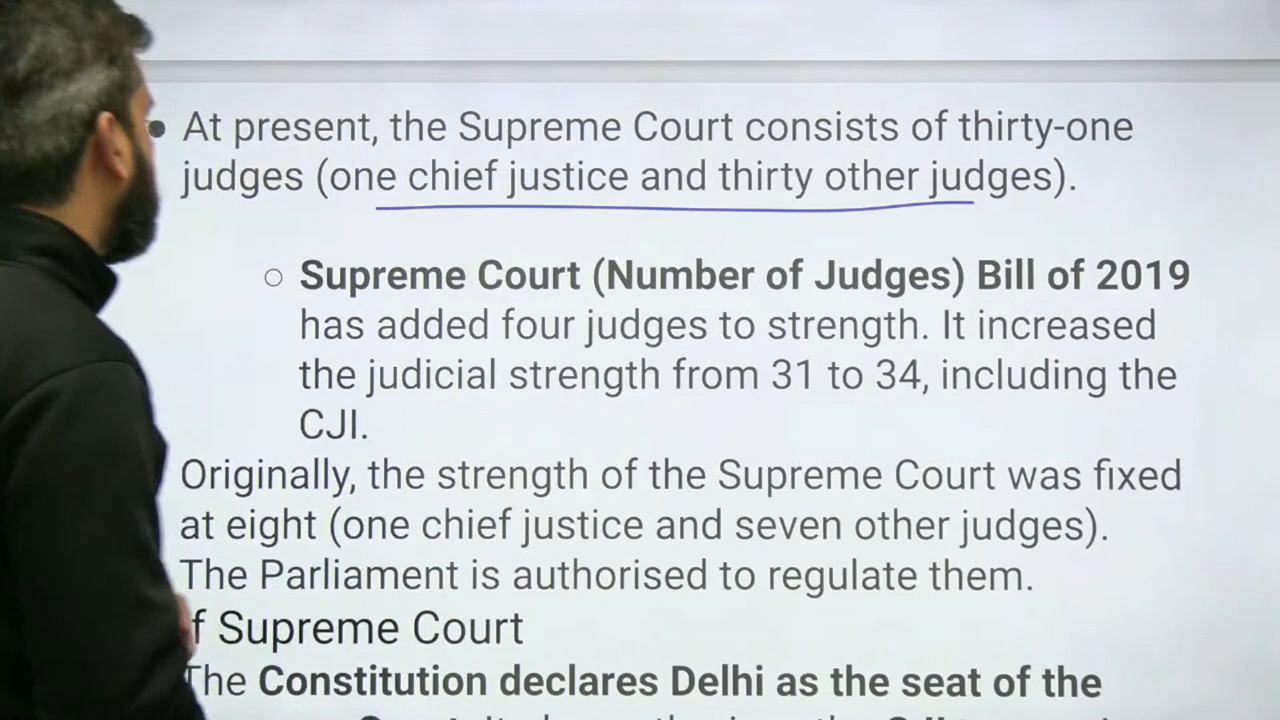 At present, the Supreme Court consists of thirty-one
judges (one chief justice and thirty other judges).
Supreme Court (Number of Judges) Bill of 2019
has added four judges to strength. It increased
the judicial strength from 31 to 34, including the
CJI.
Originally, the strength of the Supreme Court was fixed
at eight (one chief justice and seven other judges).
The Parliament is authorised to regulate them.
f Supreme Court
The Constitution declares Delhi as the seat of the